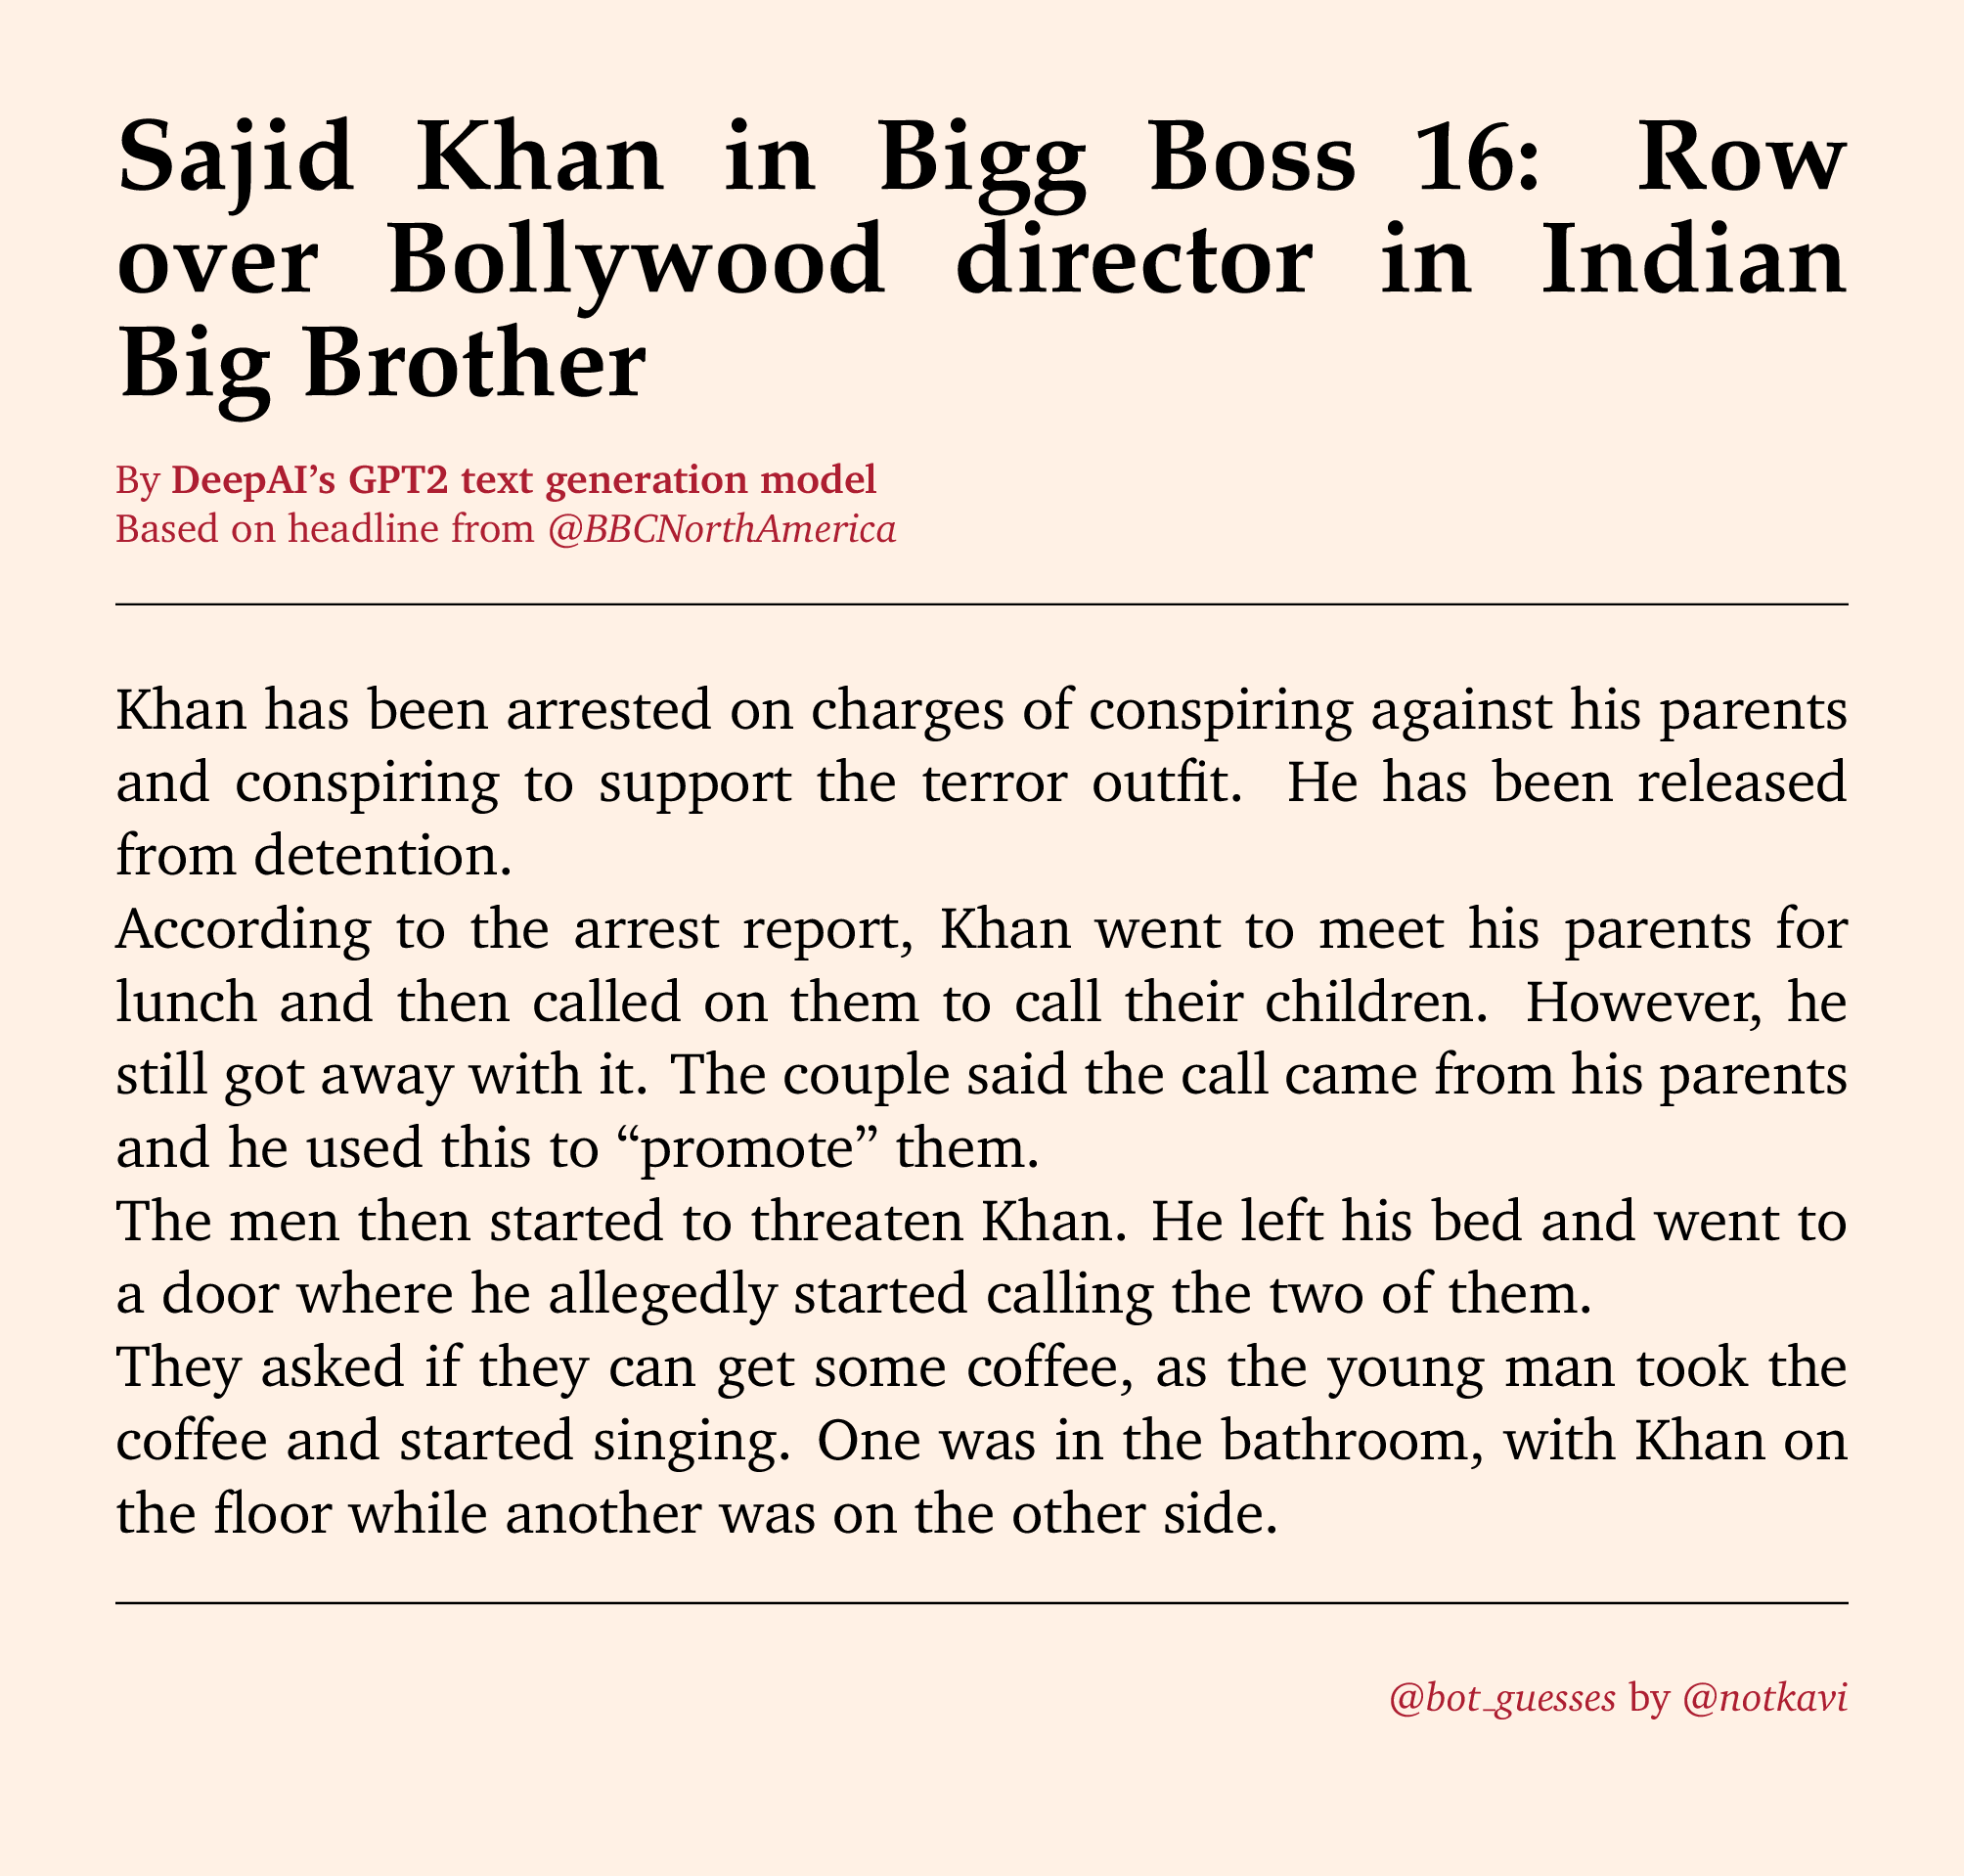 Sajid Khan in Bigg Boss 16: Row
over Bollywood director in Indian
Big Brother
By DeepAI’s GPT2 text generation model
Based on headline from @BBCNorthAmerica
Khan has been arrested on charges of conspiring against his parents
and conspiring to support the terror outfit. He has been released
from detention.
According to the arrest report, Khan went to meet his parents for
lunch and then called on them to call their children. However, he
still got away with it. The couple said the call came from his parents
and he used this to “promote” them.
The men then started to threaten Khan. He left his bed and went to
a door where he allegedly started calling the two of them.
They asked if they can get some coffee, as the young man took the
coffee and started singing. One was in the bathroom, with Khan on
the floor while another was on the other side.
@bot_guesses by @notkavi